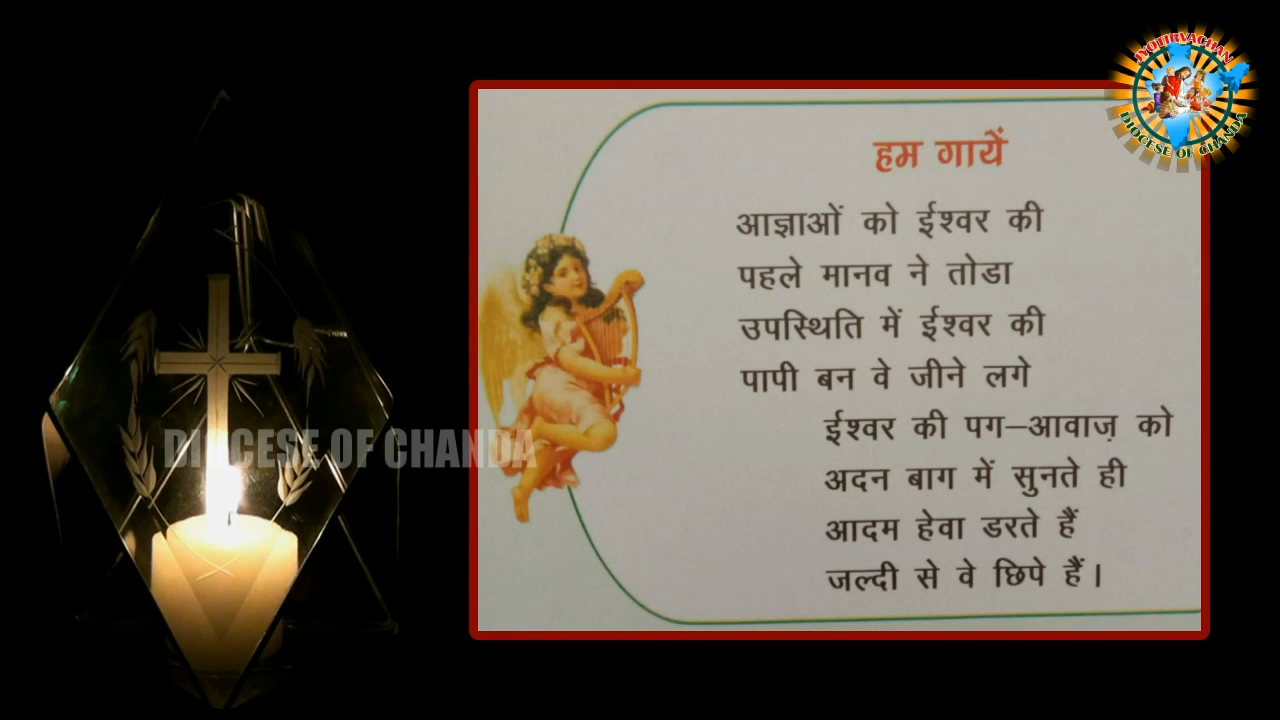 JYOTIRVACHAN
DIOCESE OF CHANDA
हम गायें
आज्ञाओं को ईश्वर की
पहले मानव ने तोडा
उपस्थिति में ईश्वर की
पापी बन वे जीने लगे
ईश्वर की पग–आवाज़ को
अदन बाग में सुनते ही
आदम हेवा डरते हैं
जल्दी से वे छिपे हैं।
DIOCESE OF CHANDA